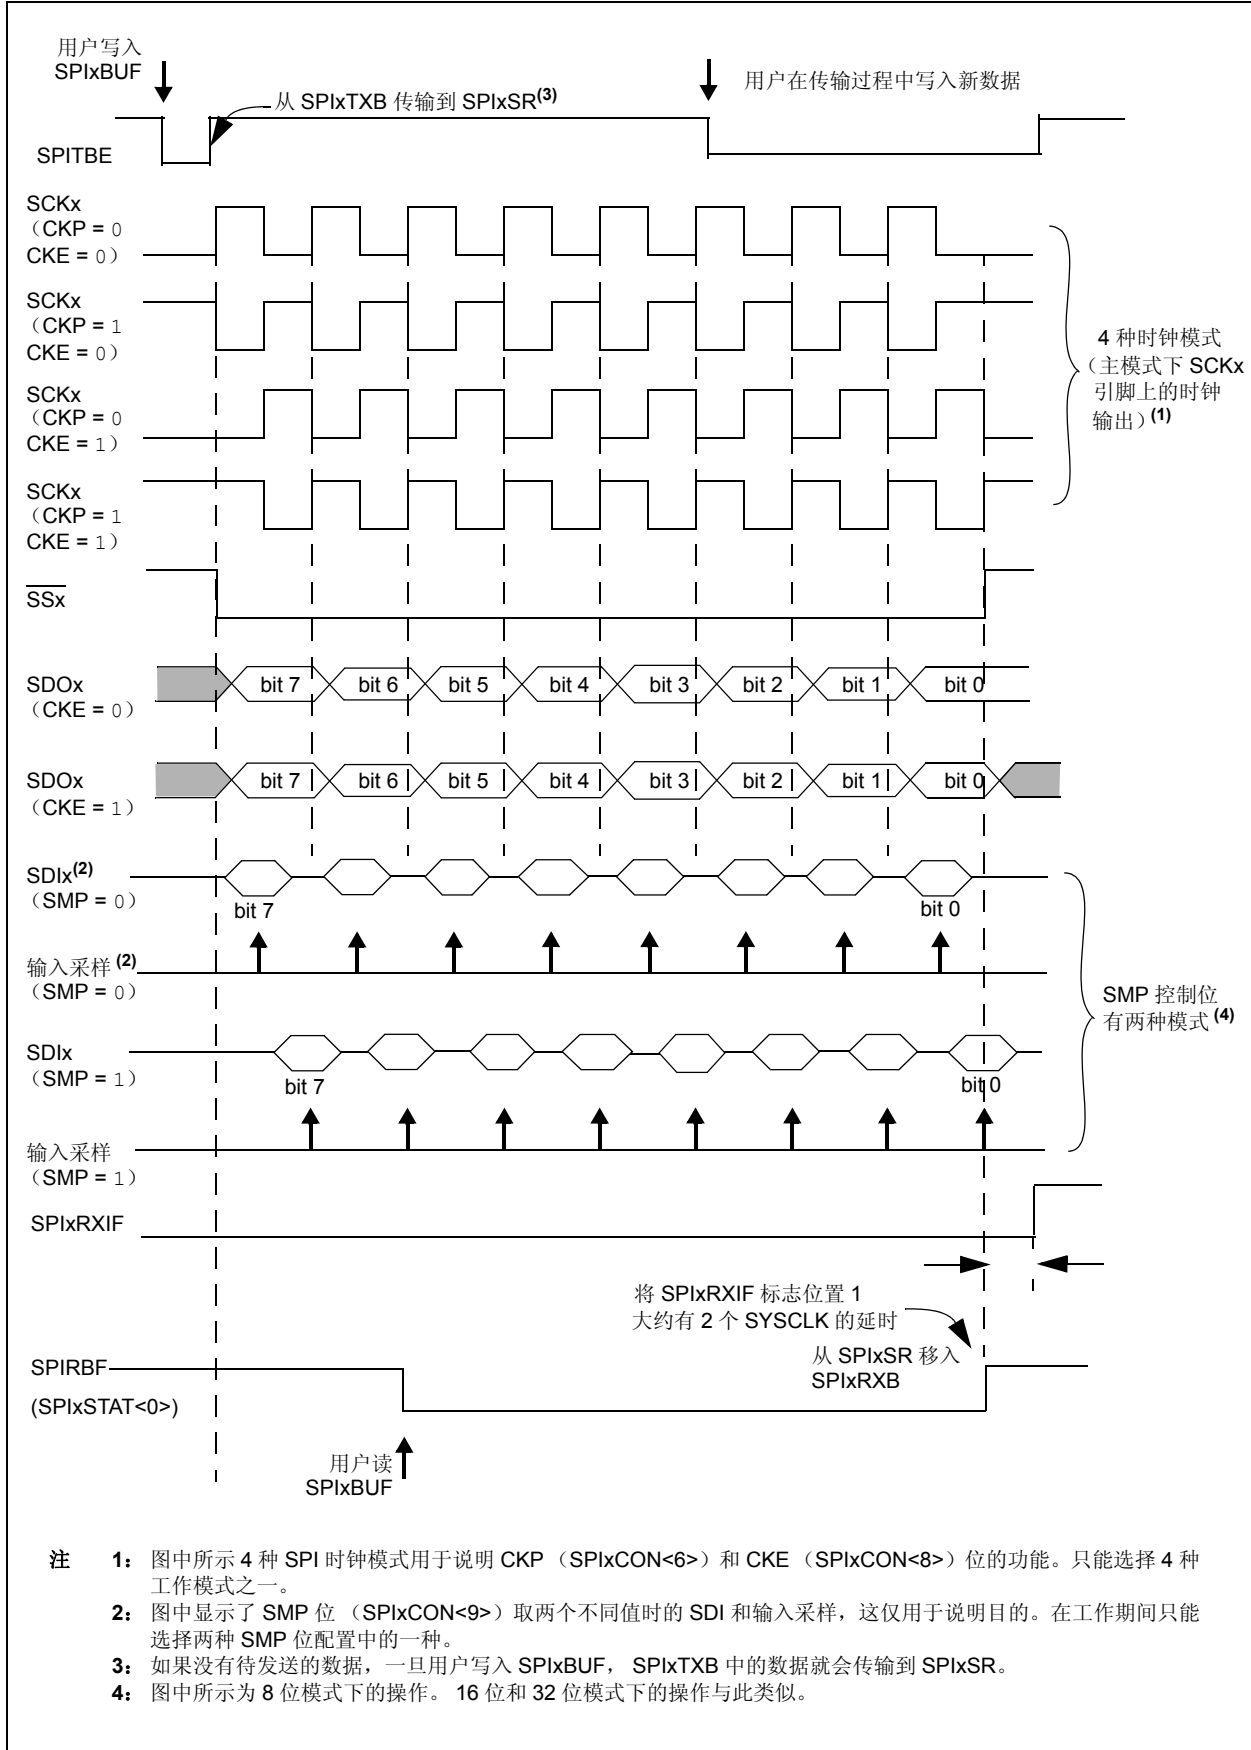 用户写入
SPIxBUF
从 SPIxTXB 传输到 SPIxSR(3)
用户在传输过程中写入新数据
SPITBE
SCKx
（CKP = 0
CKE = 0）
SCKx
（CKP = 1
CKE = 0）
SCKx
（CKP = 0
CKE = 1）
SCKx
（CKP = 1
CKE = 1）
4 种时钟模式
（主模式下 SCKx
引脚上的时钟
输出）(1)
SSx
SDOx
（CKE = 0）
bit 7 bit 6 bit 5 bit 4 bit 3 bit 2 bit 1 bit 0
SDOx
（CKE = 1）
bit 7 bit 6 bit 5 bit 4 bit 3 bit 2 bit 1 bit 0
SDIx(2)
（SMP = 0）
bit 7 bit 0
输入采样(2)
（SMP = 0）
SDIx
（SMP = 1）
bit 7 bit 0
输入采样
（SMP = 1）
SMP 控制位
有两种模式(4)
SPIxRXIF
将 SPIxRXIF 标志位置 1
大约有 2 个 SYSCLK 的延时
从 SPIxSR 移入
SPIxRXB
SPIRBF
(SPIxSTAT<0>)
用户读
SPIxBUF
注 1： 图中所示 4 种 SPI 时钟模式用于说明 CKP （SPIxCON<6>）和 CKE （SPIxCON<8>）位的功能。只能选择 4 种
工作模式之一。
2： 图中显示了 SMP 位 （SPIxCON<9>）取两个不同值时的 SDI 和输入采样，这仅用于说明目的。在工作期间只能
选择两种 SMP 位配置中的一种。
3： 如果没有待发送的数据，一旦用户写入 SPIxBUF， SPIxTXB 中的数据就会传输到 SPIxSR。
4： 图中所示为 8 位模式下的操作。 16 位和 32 位模式下的操作与此类似。